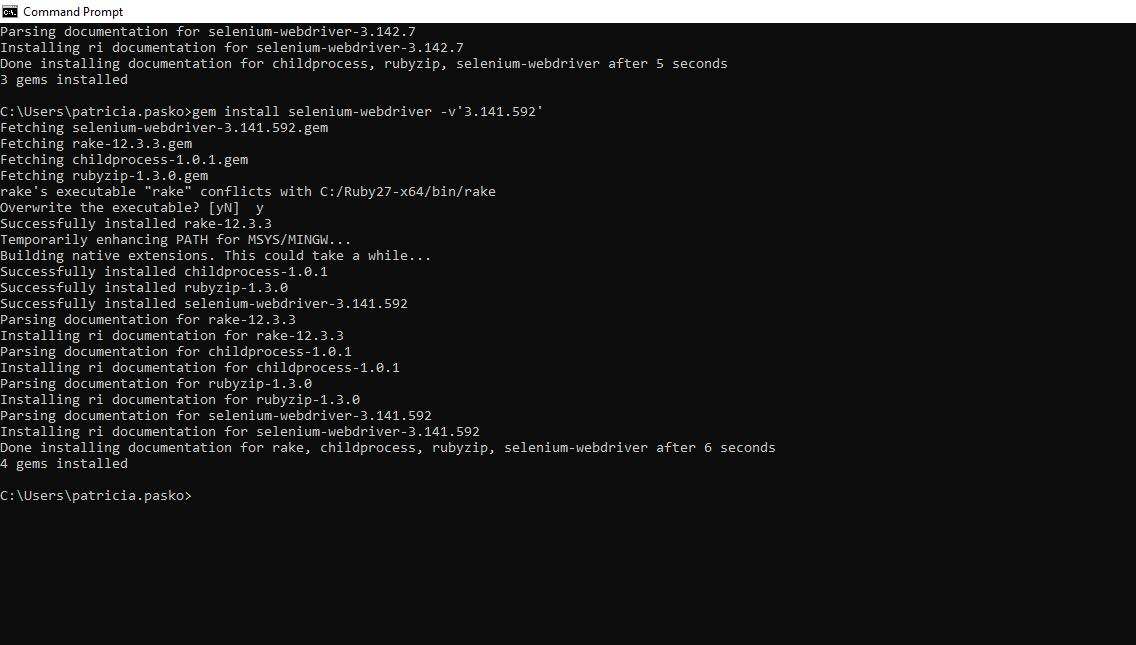 Command Prompt
Parsing documentation for selenium-webdriver-3.142.7
Installing ri documentation for selenium-webdriver-3.142.7
Done installing documentation for childprocess, rubyzip, selenium-webdriver after 5 seconds
3 gems installed
C:\Users\patricia.pasko>gem install selenium-webdriver -v'3.141.592'
Fetching selenium-webdriver-3.141.592.gem
Fetching rake-12.3.3.gem
Fetching childprocess-1.0.1.gem
Fetching rubyzip-1.3.0.gem
rake's executable "rake" conflicts with C:/Ruby27-x64/bin/rake
Overwrite the executable? [yN]  y
Successfully installed rake-12.3.3
Temporarily enhancing PATH for MSYS/MINGW...
Building native extensions. This could take a while...
Successfully installed childprocess-1.0.1
Successfully installed rubyzip-1.3.0
Successfully installed selenium-webdriver-3.141.592
Parsing documentation for rake-12.3.3
Installing ri documentation for rake-12.3.3
Parsing documentation for childprocess-1.0.1
Installing ri documentation for childprocess-1.0.1
Parsing documentation for rubyzip-1.3.0
Installing ri documentation for rubyzip-1.3.0
Parsing documentation for selenium-webdriver-3.141.592
Installing ri documentation for selenium-webdriver-3.141.592
Done installing documentation for rake, childprocess, rubyzip, selenium-webdriver after 6 seconds
4 gems installed
C:\Users\patricia.pasko>